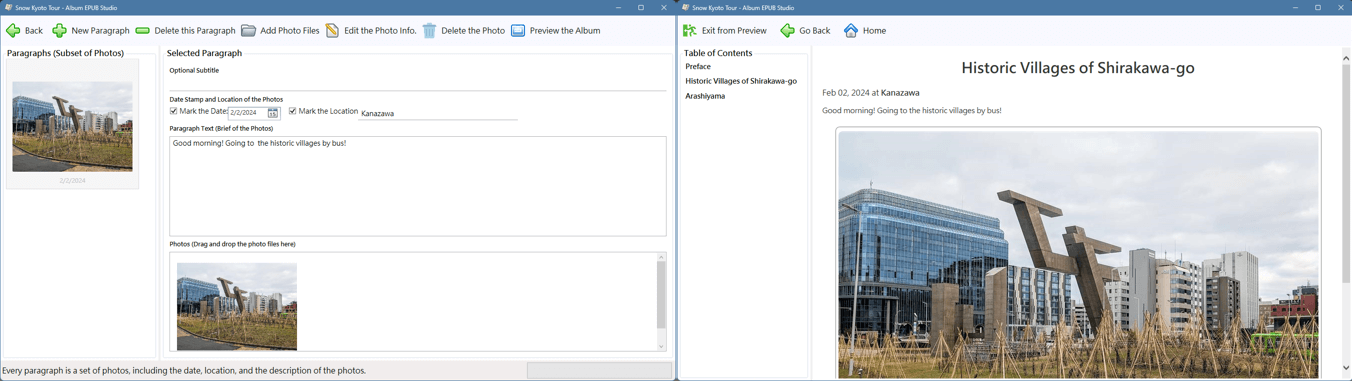 Snow Kyoto Tour - Album EPUB Studio
Back New Paragraph Delete this Paragraph Add Photo Files Edit the Photo Info. Delete the Photo Preview the Album
Paragraphs (Subset of Photos)
2/2/2024
Selected Paragraph
Optional Subtitle
Date Stamp and Location of the Photos
Mark the Date: 2/2/2024 15 Mark the Location Kanazawa
Paragraph Text (Brief of the Photos)
Good morning! Going to  the historic villages by bus!
Photos (Drag and drop the photo files here)
Every paragraph is a set of photos, including the date, location, and the description of the photos.
Snow Kyoto Tour - Album EPUB Studio
Exit from Preview Go Back Home
Table of Contents
Preface
Historic Villages of Shirakawa-go
Arashiyama
Historic Villages of Shirakawa-go
Feb 02, 2024 at Kanazawa
Good morning! Going to the historic villages by bus!